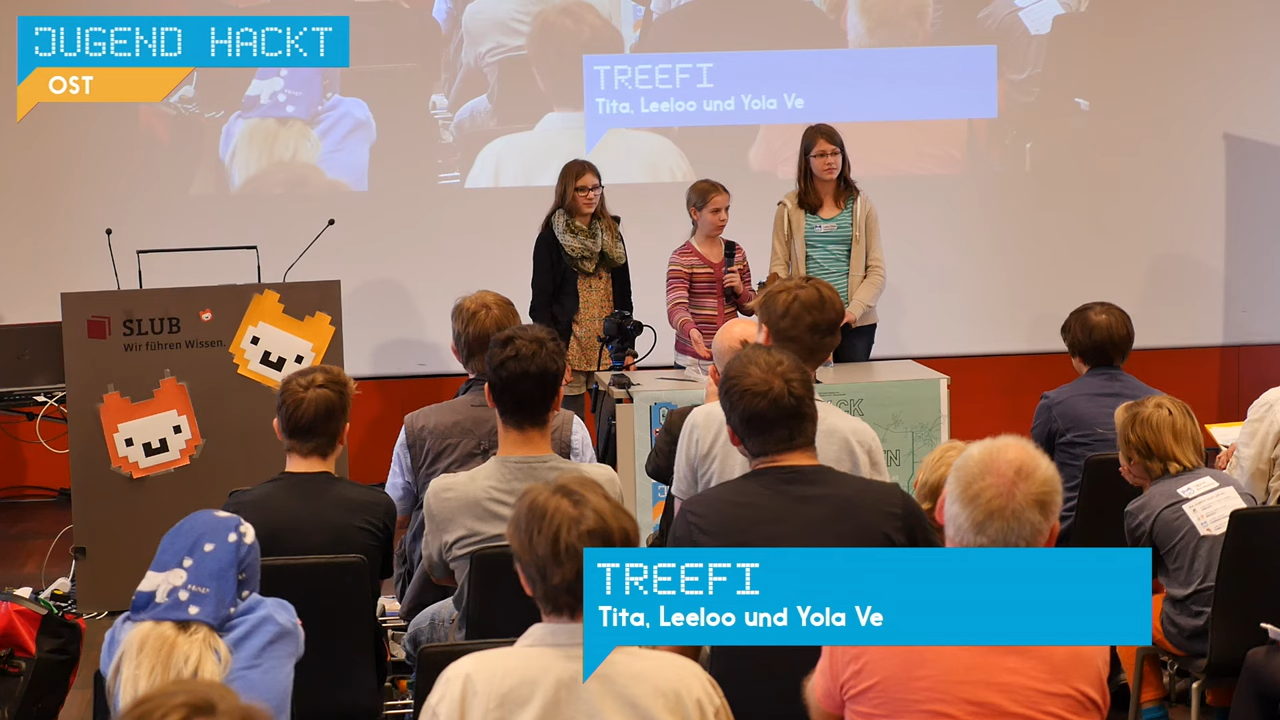 JUGEND HACKT
OST
TREEFI
Tita, Leeloo und Yola Ve
SLUB
Wir führen Wissen.
TREEFI
Tita, Leeloo und Yola Ve